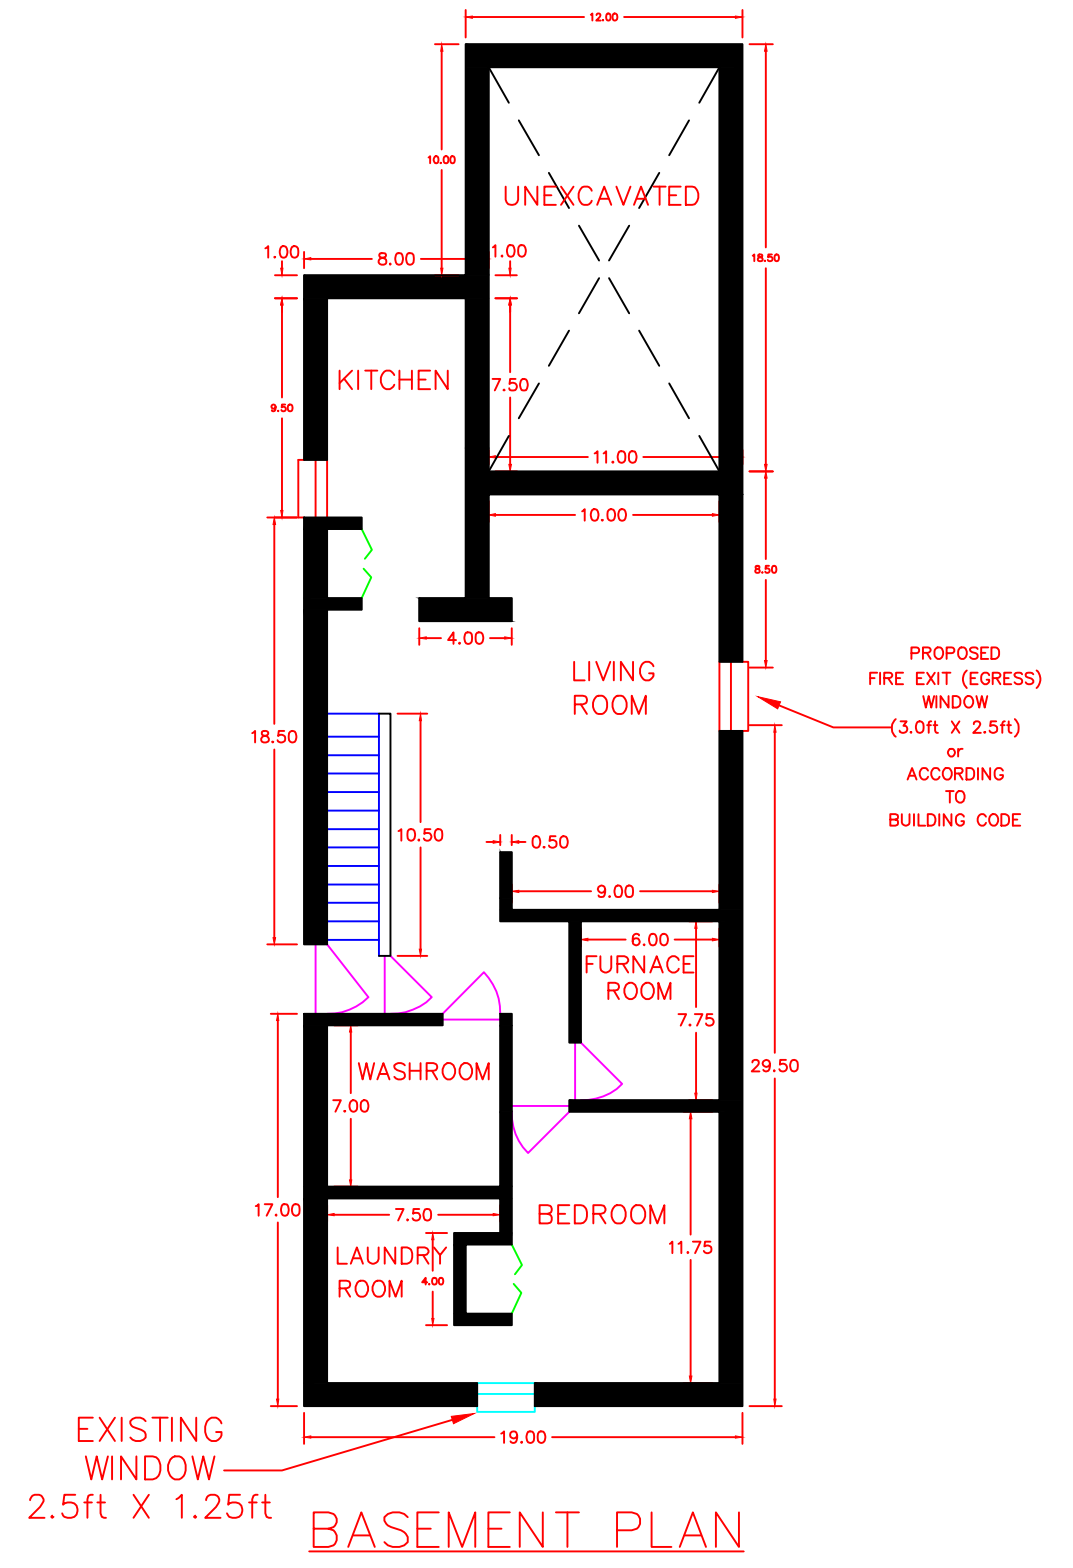 12.00
10.00
UNEXCAVATED
1.00
8.00
1.00
18.50
KITCHEN
7.50
9.50
11.00
10.00
8.50
4.00
LIVING
ROOM
PROPOSED
FIRE EXIT (EGRESS)
WINDOW
(3.0ft X 2.5ft)
or
ACCORDING
TO
BUILDING CODE
18.50
10.50
0.50
9.00
6.00
FURNACE
ROOM
7.75
WASHROOM
7.00
29.50
17.00
7.50
BEDROOM
11.75
LAUNDRY
ROOM
4.00
EXISTING
WINDOW
2.5ft X 1.25ft
19.00
BASEMENT PLAN